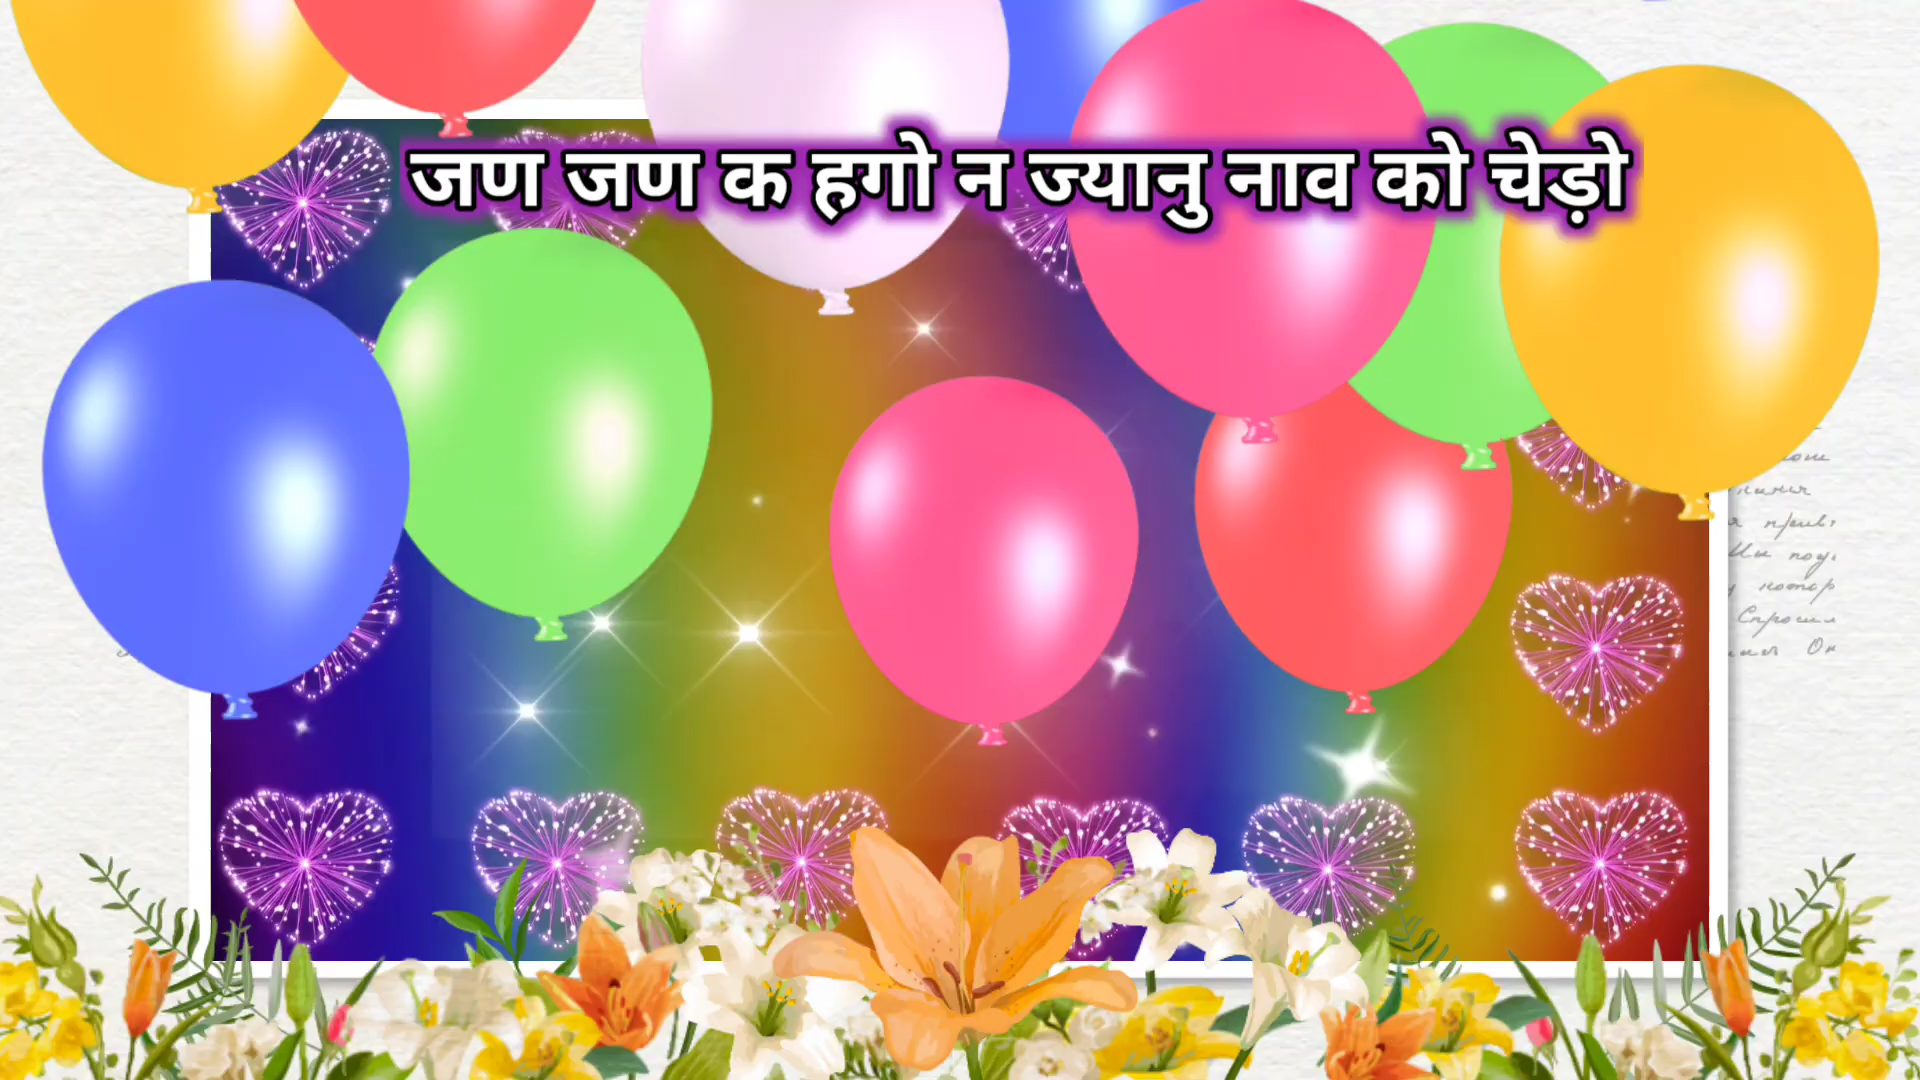 जण जण क हगो न ज्यानु नाव को चेड़ो